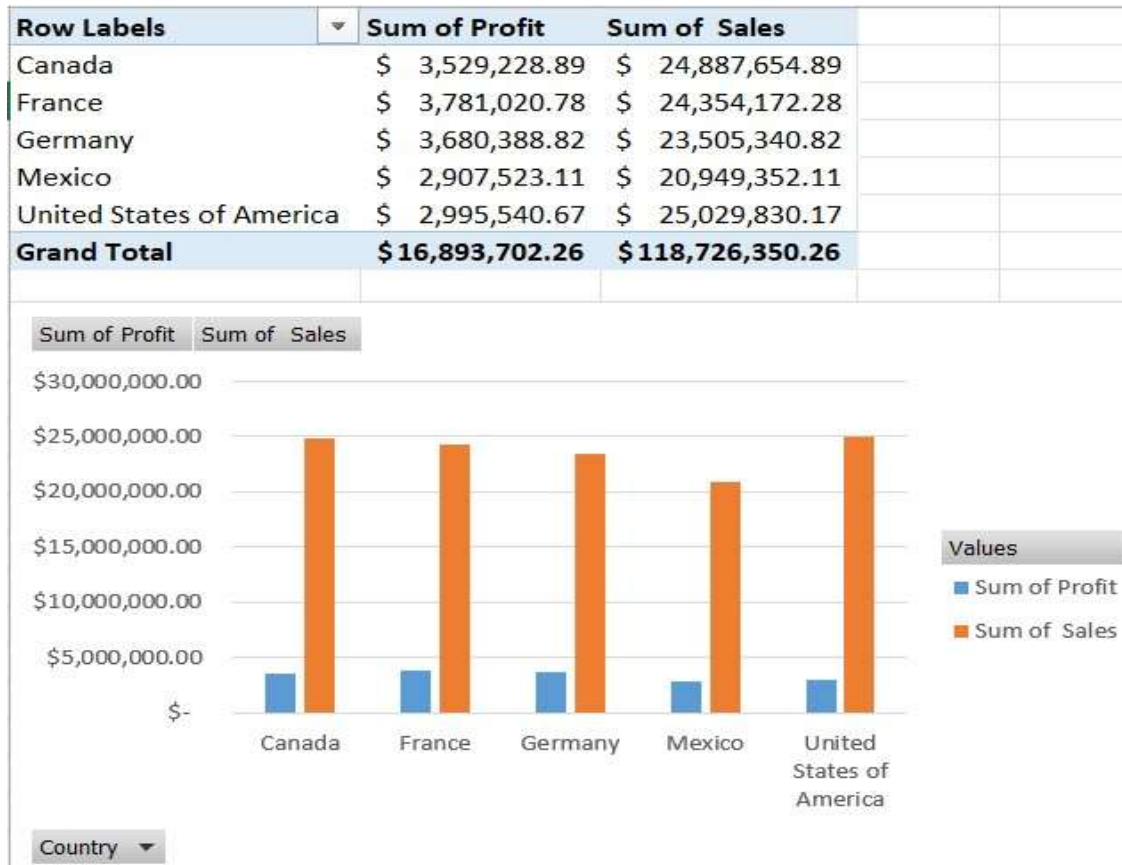 Row Labels Sum of Profit Sum of  Sales
Canada $ 3,529,228.89 $ 24,887,654.89
France $ 3,781,020.78 $ 24,354,172.28
Germany $ 3,680,388.82 $ 23,505,340.82
Mexico $ 2,907,523.11 $ 20,949,352.11
United States of America $ 2,995,540.67 $ 25,029,830.17
Grand Total $16,893,702.26 $118,726,350.26
Sum of Profit Sum of  Sales
$30,000,000.00
$25,000,000.00
$20,000,000.00
$15,000,000.00
$10,000,000.00
$5,000,000.00
$-
Canada France Germany Mexico United
States of
America
Values
Sum of Profit
Sum of  Sales
Country